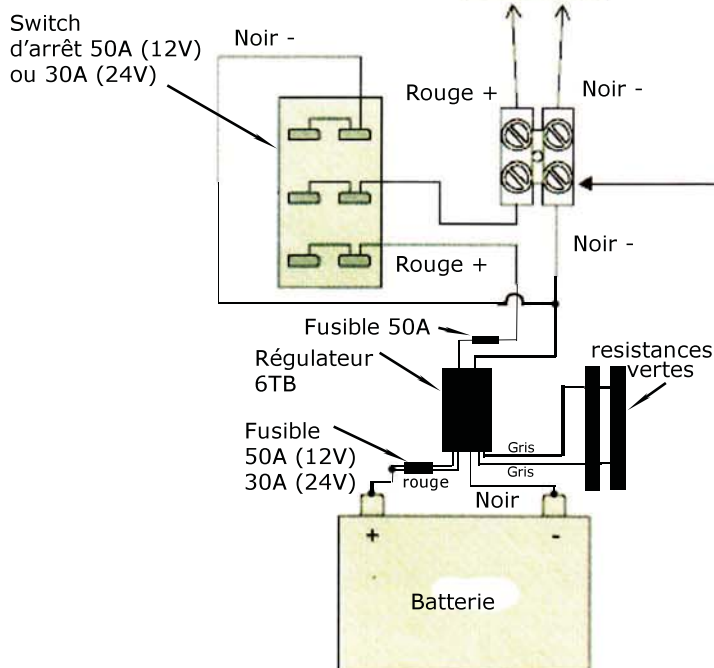 Switch
d'arrêt 50A (12V)
ou 30A (24V)
Noir -
Rouge +
Noir -
Noir -
Rouge +
Fusible 50A
Régulateur
6TB
resistances
vertes
Fusible
50A (12V)
30A (24V)
rouge
Gris
Gris
Noir
+
-
Batterie